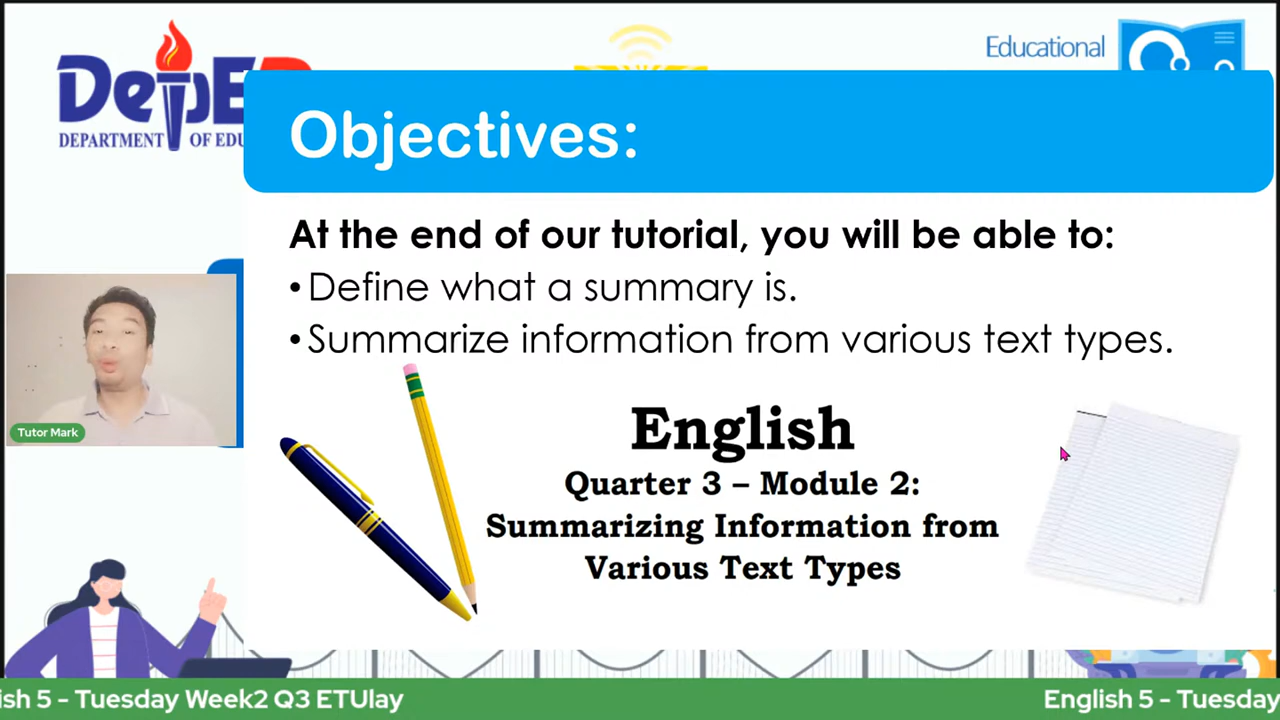 DepED
DEPARTMENT OF EDU
Educational
Objectives:
At the end of our tutorial, you will be able to:
•Define what a summary is.
•Summarize information from various text types.
Tutor Mark
English
Quarter 3 – Module 2:
Summarizing Information from
Various Text Types
ish 5 - Tuesday Week2 Q3 ETUlay
English 5 - Tuesday